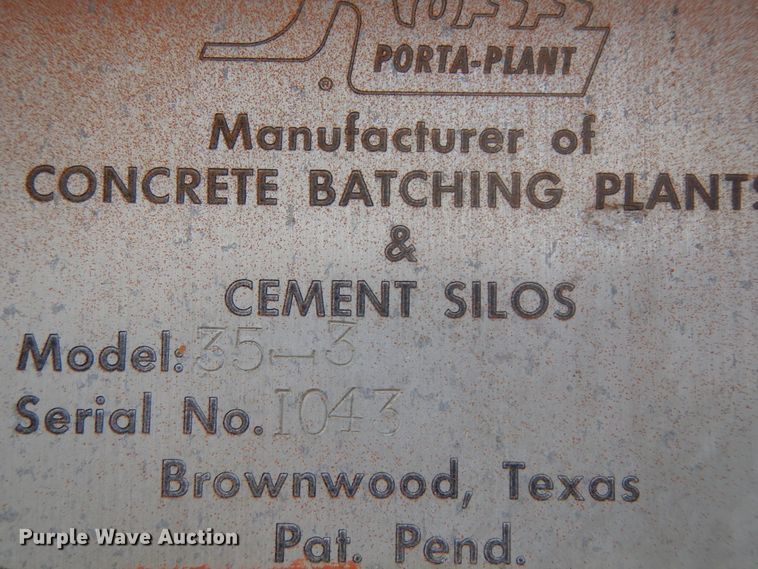 PORTA-PLANT
®
Manufacturer of
CONCRETE BATCHING PLANTS
&
CEMENT SILOS
Model: 35-3
Serial No. 1043
Brownwood, Texas
Pat. Pend.
Purple Wave Auction